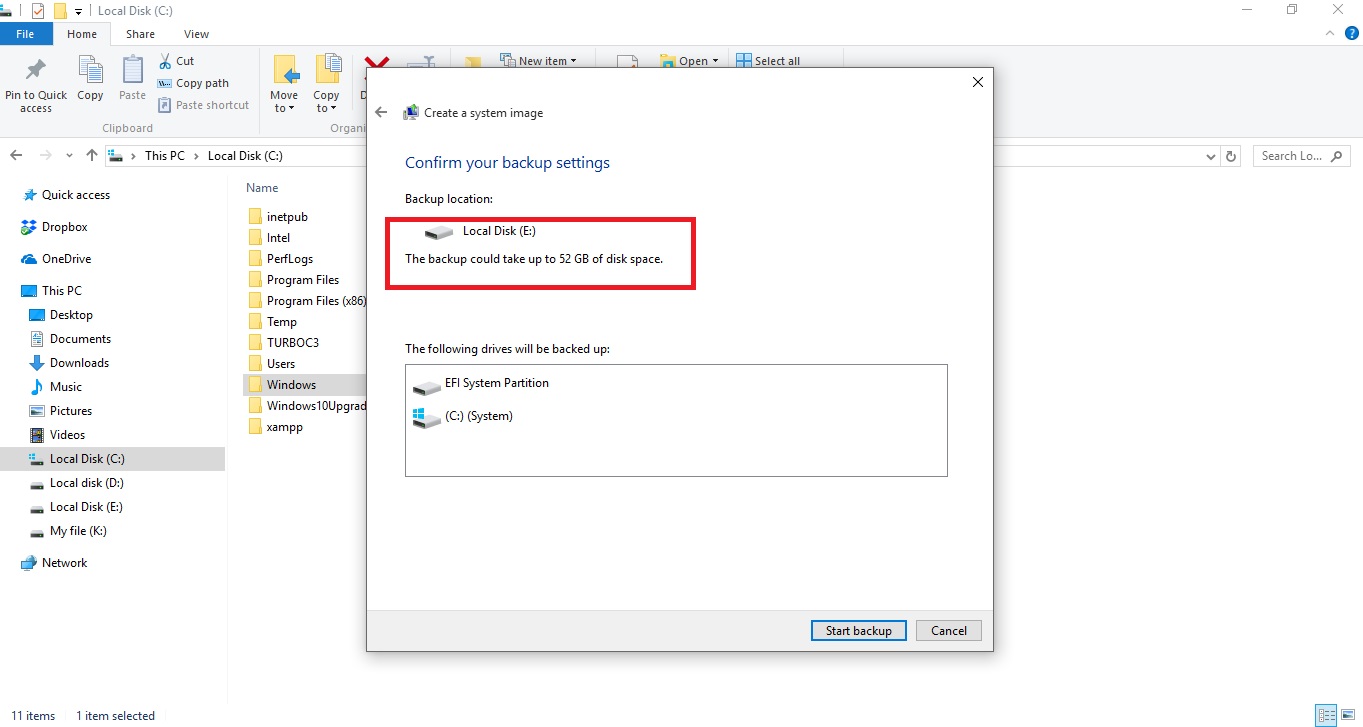 Local Disk (C:)
File Home Share View
Pin to Quick access
Copy
Paste
Cut
Copy path
Paste shortcut
Clipboard
Move to
Copy to
New item
Open
Select all
This PC Local Disk (C:)
Search Lo...
Quick access
Dropbox
OneDrive
This PC
Desktop
Documents
Downloads
Music
Pictures
Videos
Local Disk (C:)
Local disk (D:)
Local Disk (E:)
My file (K:)
Network
Name
inetpub
Intel
PerfLogs
Program Files
Program Files (x86)
Temp
TURBOC3
Users
Windows
Windows10Upgrad
xampp
Create a system image
Confirm your backup settings
Backup location:
Local Disk (E:)
The backup could take up to 52 GB of disk space.
The following drives will be backed up:
EFI System Partition
(C:) (System)
Start backup Cancel
11 items 1 item selected